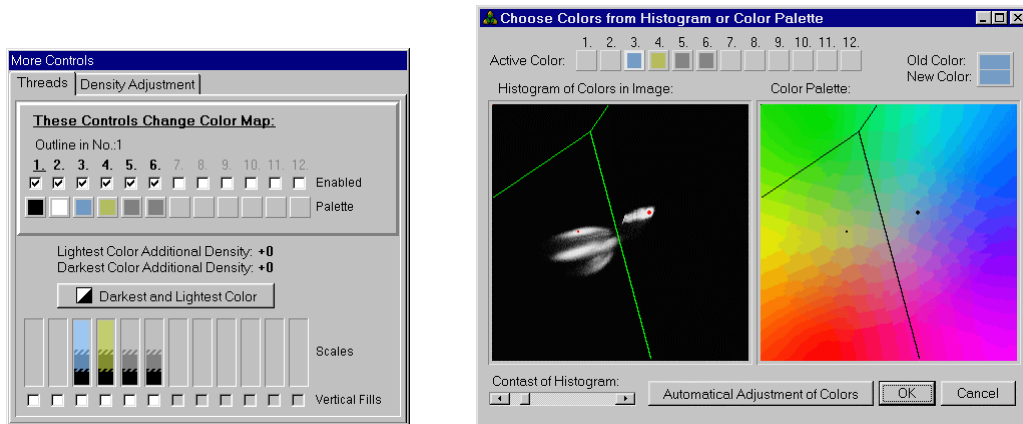 More Controls
Threads
Density Adjustment
These Controls Change Color Map:
Outline in No.:1
1. 2. 3. 4. 5. 6. 7. 8. 9. 10. 11. 12.
Enabled
Palette
Lightest Color Additional Density: +0
Darkest Color Additional Density: +0
Darkest and Lightest Color
Scales
Vertical Fills
Choose Colors from Histogram or Color Palette
1. 2. 3. 4. 5. 6. 7. 8. 9. 10. 11. 12.
Active Color:
Old Color:
New Color:
Histogram of Colors in Image:
Color Palette:
Contast of Histogram:
Automatical Adjustment of Colors
OK
Cancel